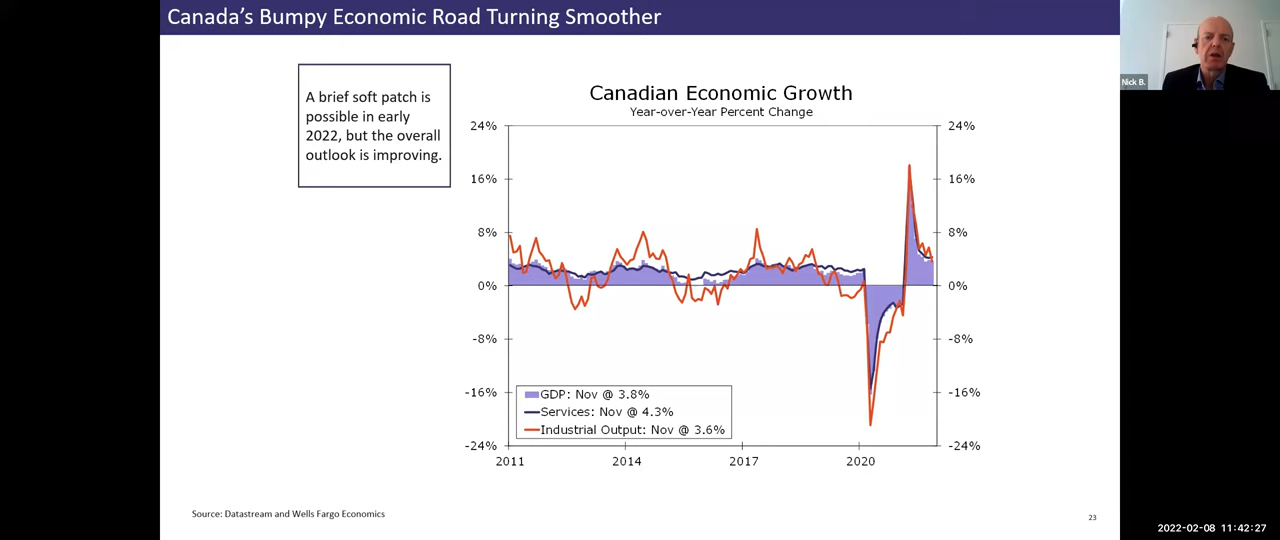 Canada's Bumpy Economic Road Turning Smoother
Nick B.
A brief soft patch is
possible in early
2022, but the overall
outlook is improving.
Canadian Economic Growth
Year-over-Year Percent Change
24% 24%
16% 16%
8% 8%
0% 0%
-8% -8%
-16% -16%
-24% -24%
GDP: Nov @ 3.8%
Services: Nov @ 4.3%
Industrial Output: Nov @ 3.6%
2011 2014 2017 2020
Source: Datastream and Wells Fargo Economics
23
2022-02-08 11:42:27